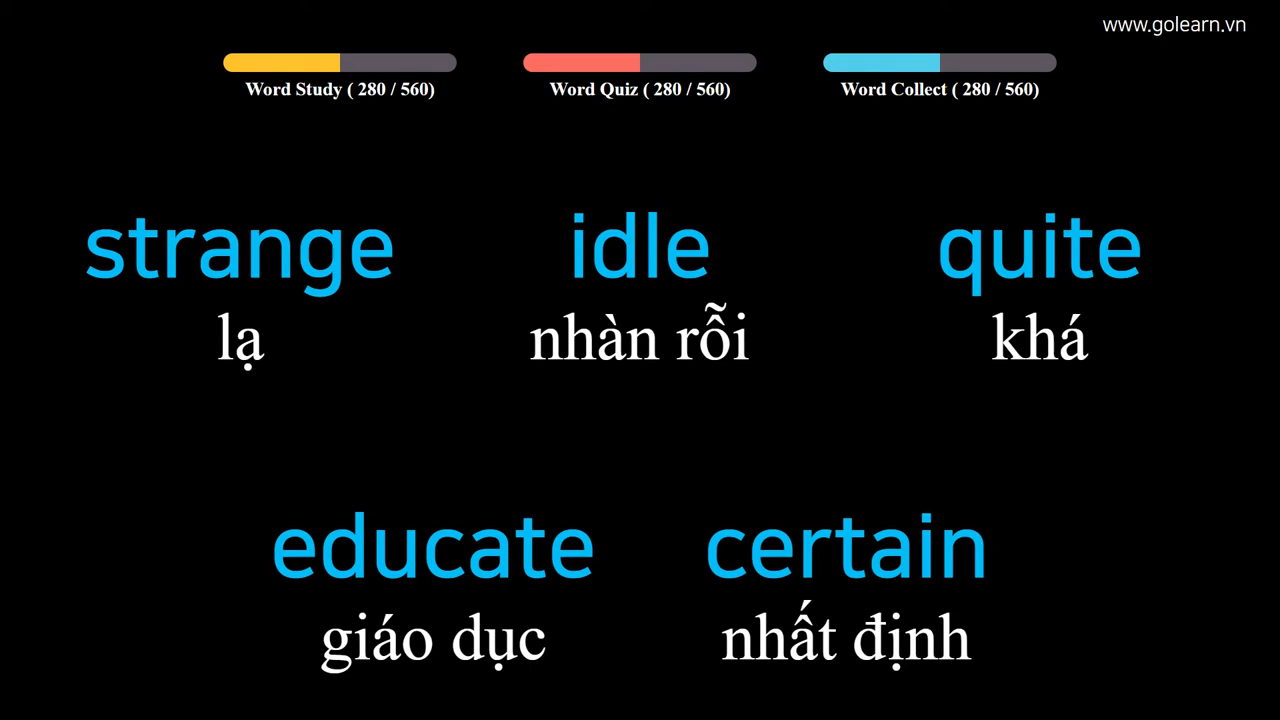 www.golearn.vn
Word Study ( 280 / 560)
Word Quiz ( 280 / 560)
Word Collect ( 280 / 560)
strange
lạ
idle
nhàn rỗi
quite
khá
educate
giáo dục
certain
nhất định